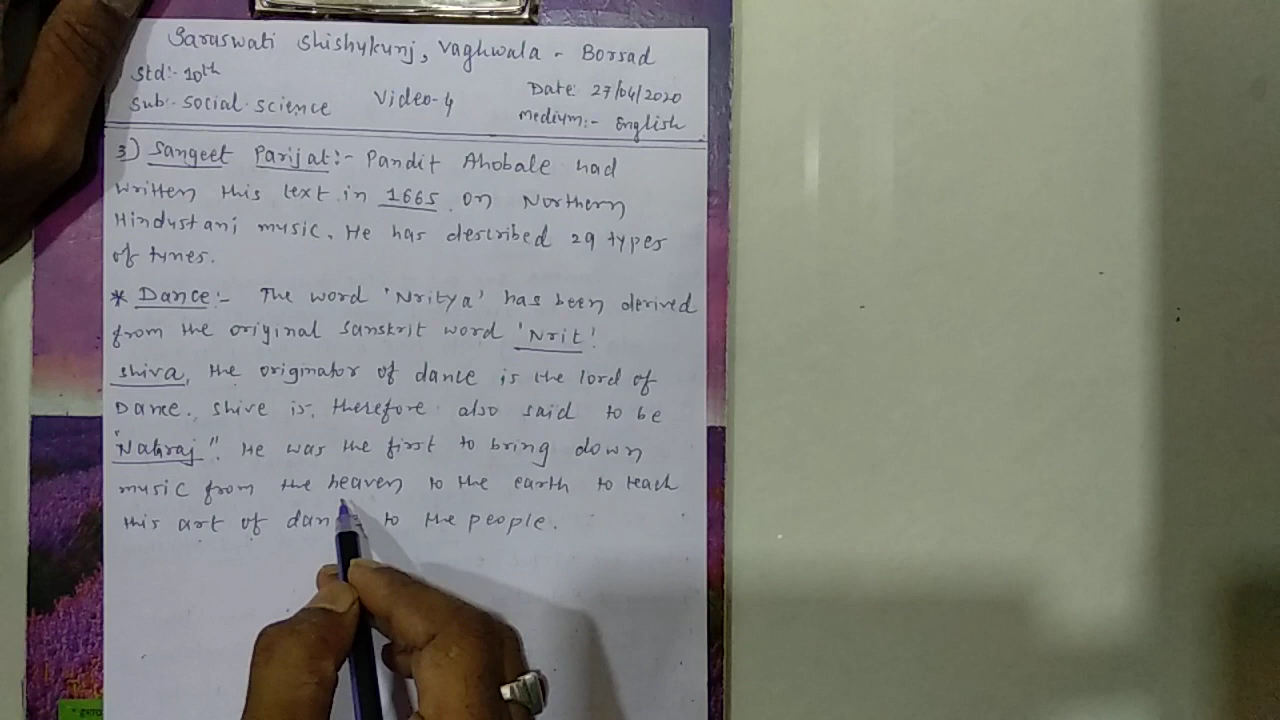 Saraswati Shishykunj, Vaghwala - Borsad
Std:- 10th
Date: 27/04/2020
Sub:- Social science
Video-4
Medium:- English
3) Sangeet Parijat:- Pandit Ahobale had
written this text in 1665 on Northern
Hindustani music. He has described 29 types
of tunes.
* Dance:- The word 'Nritya' has been derived
from the original Sanskrit word 'Nrit'.
Shiva, the originator of dance is the lord of
Dance. Shive is, therefore also said to be
"Natraj". He was the first to bring down
music from the heaven to the earth to teach
this art of dance to the people.